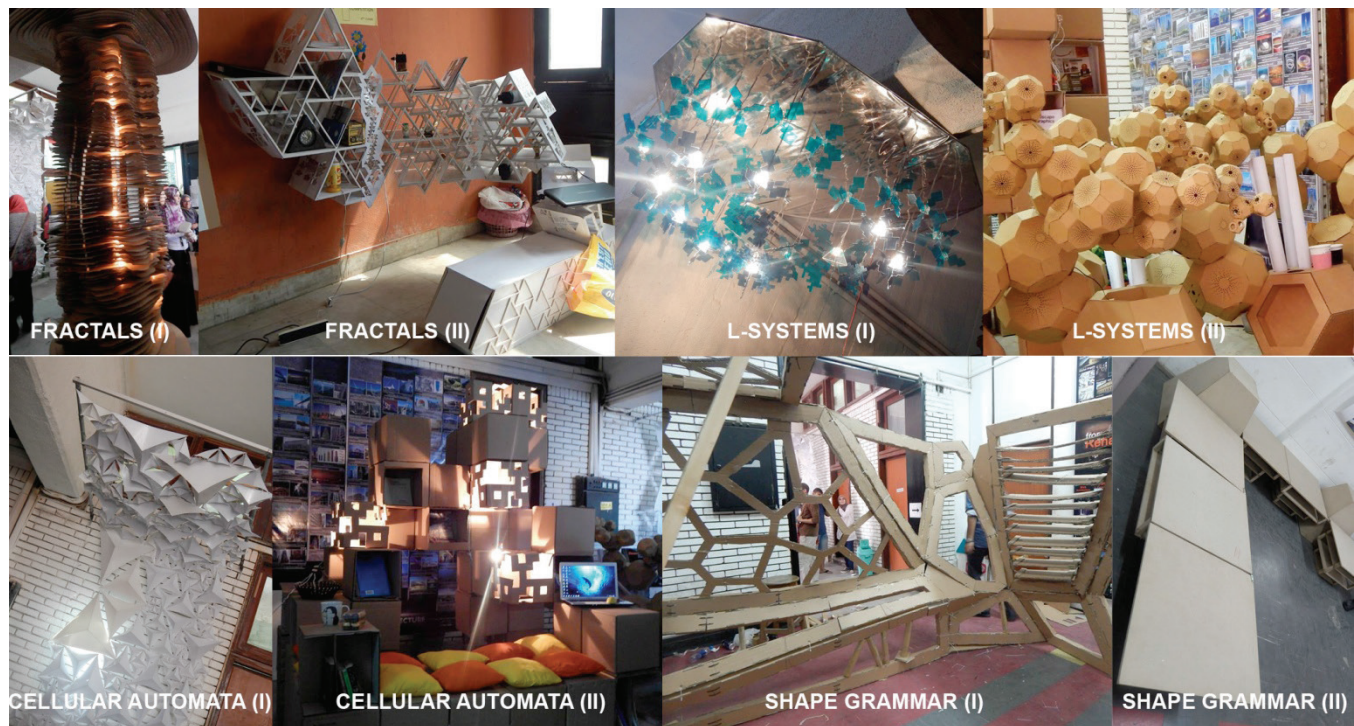 FRACTALS (I)
FRACTALS (II)
L-SYSTEMS (I)
L-SYSTEMS (II)
CELLULAR AUTOMATA (I)
CELLULAR AUTOMATA (II)
SHAPE GRAMMAR (I)
SHAPE GRAMMAR (II)